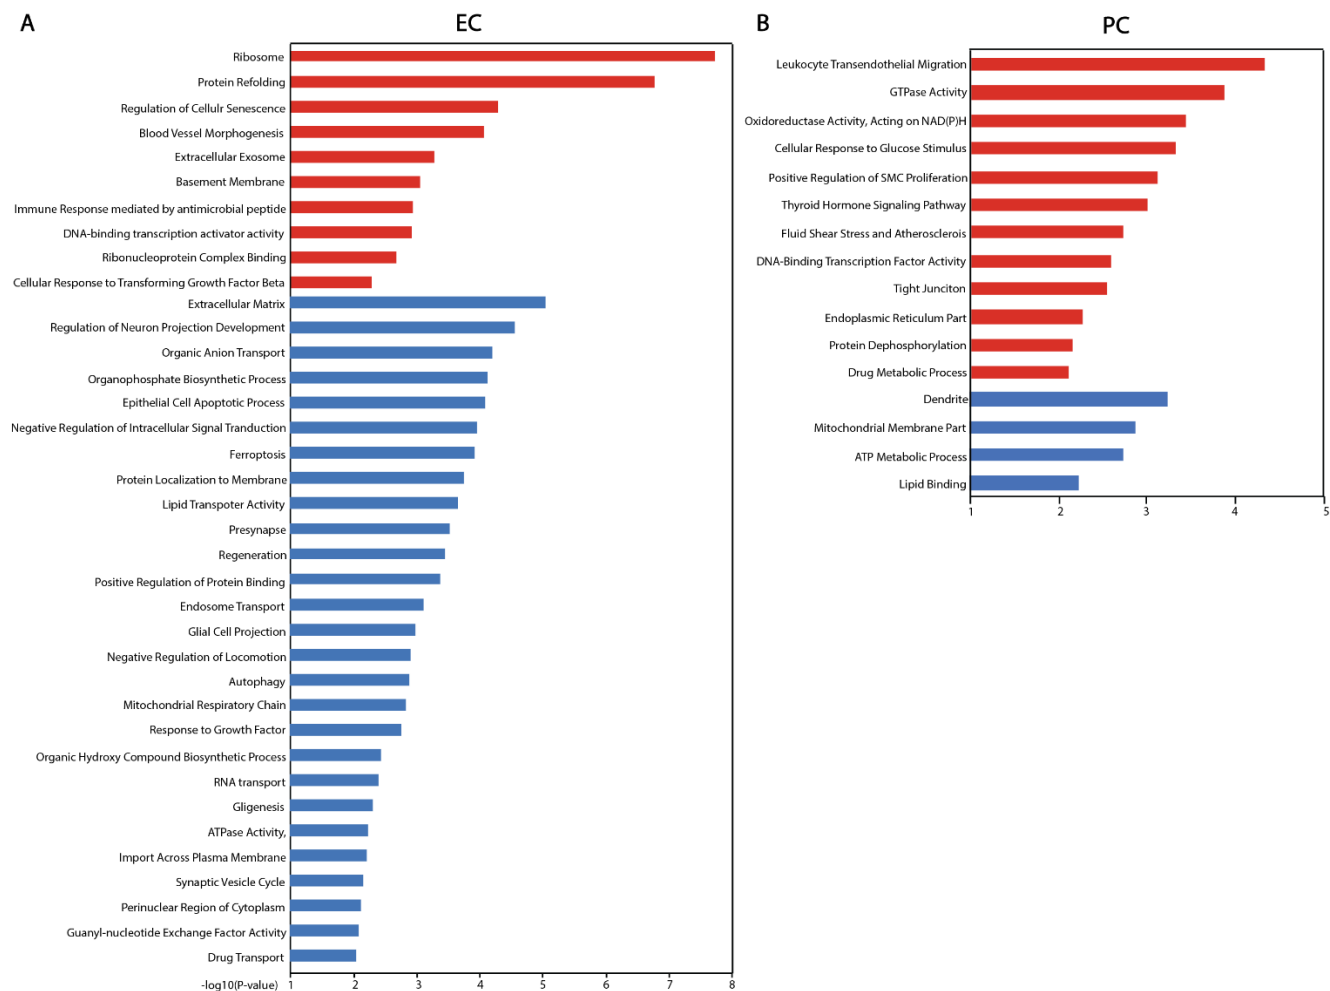 A
EC
Ribosome
Protein Refolding
Regulation of Cellulr Senescence
Blood Vessel Morphogenesis
Extracellular Exosome
Basement Membrane
Immune Response mediated by antimicrobial peptide
DNA-binding transcription activator activity
Ribonucleoprotein Complex Binding
Cellular Response to Transforming Growth Factor Beta
Extracellular Matrix
Regulation of Neuron Projection Development
Organic Anion Transport
Organophosphate Biosynthetic Process
Epithelial Cell Apoptotic Process
Negative Regulation of Intracellular Signal Tranduction
Ferroptosis
Protein Localization to Membrane
Lipid Transpoter Activity
Presynapse
Regeneration
Positive Regulation of Protein Binding
Endosome Transport
Glial Cell Projection
Negative Regulation of Locomotion
Autophagy
Mitochondrial Respiratory Chain
Response to Growth Factor
Organic Hydroxy Compound Biosynthetic Process
RNA transport
Gligenesis
ATPase Activity,
Import Across Plasma Membrane
Synaptic Vesicle Cycle
Perinuclear Region of Cytoplasm
Guanyl-nucleotide Exchange Factor Activity
Drug Transport
-log10(P-value) 1 2 3 4 5 6 7 8
B
PC
Leukocyte Transendothelial Migration
GTPase Activity
Oxidoreductase Activity, Acting on NAD(P)H
Cellular Response to Glucose Stimulus
Positive Regulation of SMC Proliferation
Thyroid Hormone Signaling Pathway
Fluid Shear Stress and Atherosclerois
DNA-Binding Transcription Factor Activity
Tight Junciton
Endoplasmic Reticulum Part
Protein Dephosphorylation
Drug Metabolic Process
Dendrite
Mitochondrial Membrane Part
ATP Metabolic Process
Lipid Binding
1 2 3 4 5